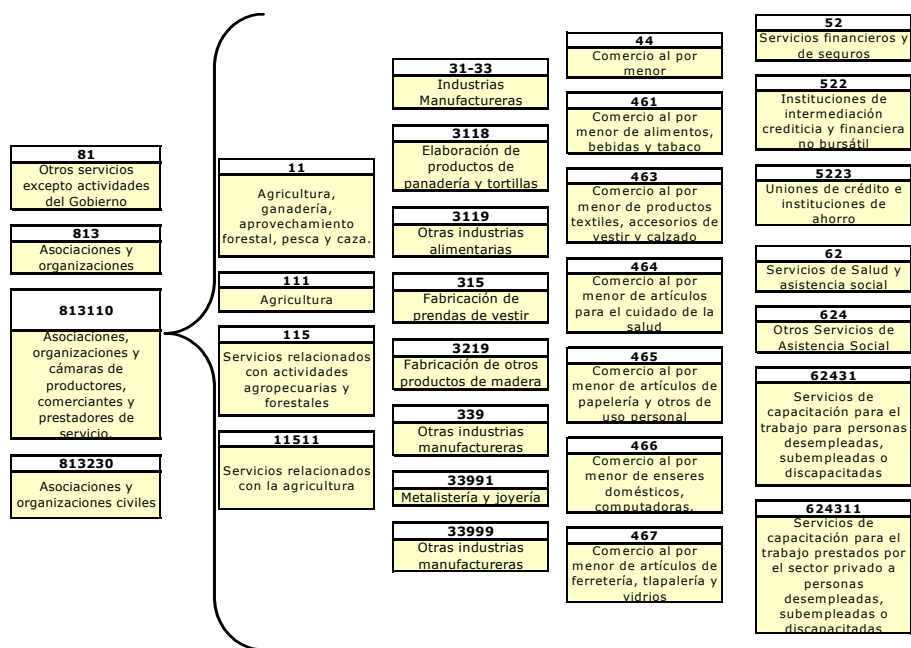 81
Otros servicios
excepto actividades
del Gobierno
813
Asociaciones y
organizaciones
813110
Asociaciones,
organizaciones y
cámaras de
productores,
comerciantes y
prestadores de
servicio.
813230
Asociaciones y
organizaciones civiles
11
Agricultura,
ganadería,
aprovechamiento
forestal, pesca y caza.
111
Agricultura
115
Servicios relacionados
con actividades
agropecuarias y
forestales
11511
Servicios relacionados
con la agricultura
31-33
Industrias
Manufactureras
3118
Elaboración de
productos de
panadería y tortillas
3119
Otras industrias
alimentarias
315
Fabricación de
prendas de vestir
3219
Fabricación de otros
productos de madera
339
Otras industrias
manufactureras
33991
Metalistería y joyería
33999
Otras industrias
manufactureras
44
Comercio al por
menor
461
Comercio al por
menor de alimentos,
bebidas y tabaco
463
Comercio al por
menor de productos
textiles, accesorios de
vestir y calzado
464
Comercio al por
menor de artículos
para el cuidado de la
salud
465
Comercio al por
menor de artículos de
papelería y otros de
uso personal
466
Comercio al por
menor de enseres
domésticos,
computadoras.
467
Comercio al por
menor de artículos de
ferretería, tlapalería y
vidrios
52
Servicios financieros y
de seguros
522
Instituciones de
intermediación
crediticia y financiera
no bursátil
5223
Uniones de crédito e
instituciones de
ahorro
62
Servicios de Salud y
asistencia social
624
Otros Servicios de
Asistencia Social
62431
Servicios de
capacitación para el
trabajo para personas
desempleadas,
subempleadas o
discapacitadas
624311
Servicios de
capacitación para el
trabajo prestados por
el sector privado a
personas
desempleadas,
subempleadas o
discapacitadas